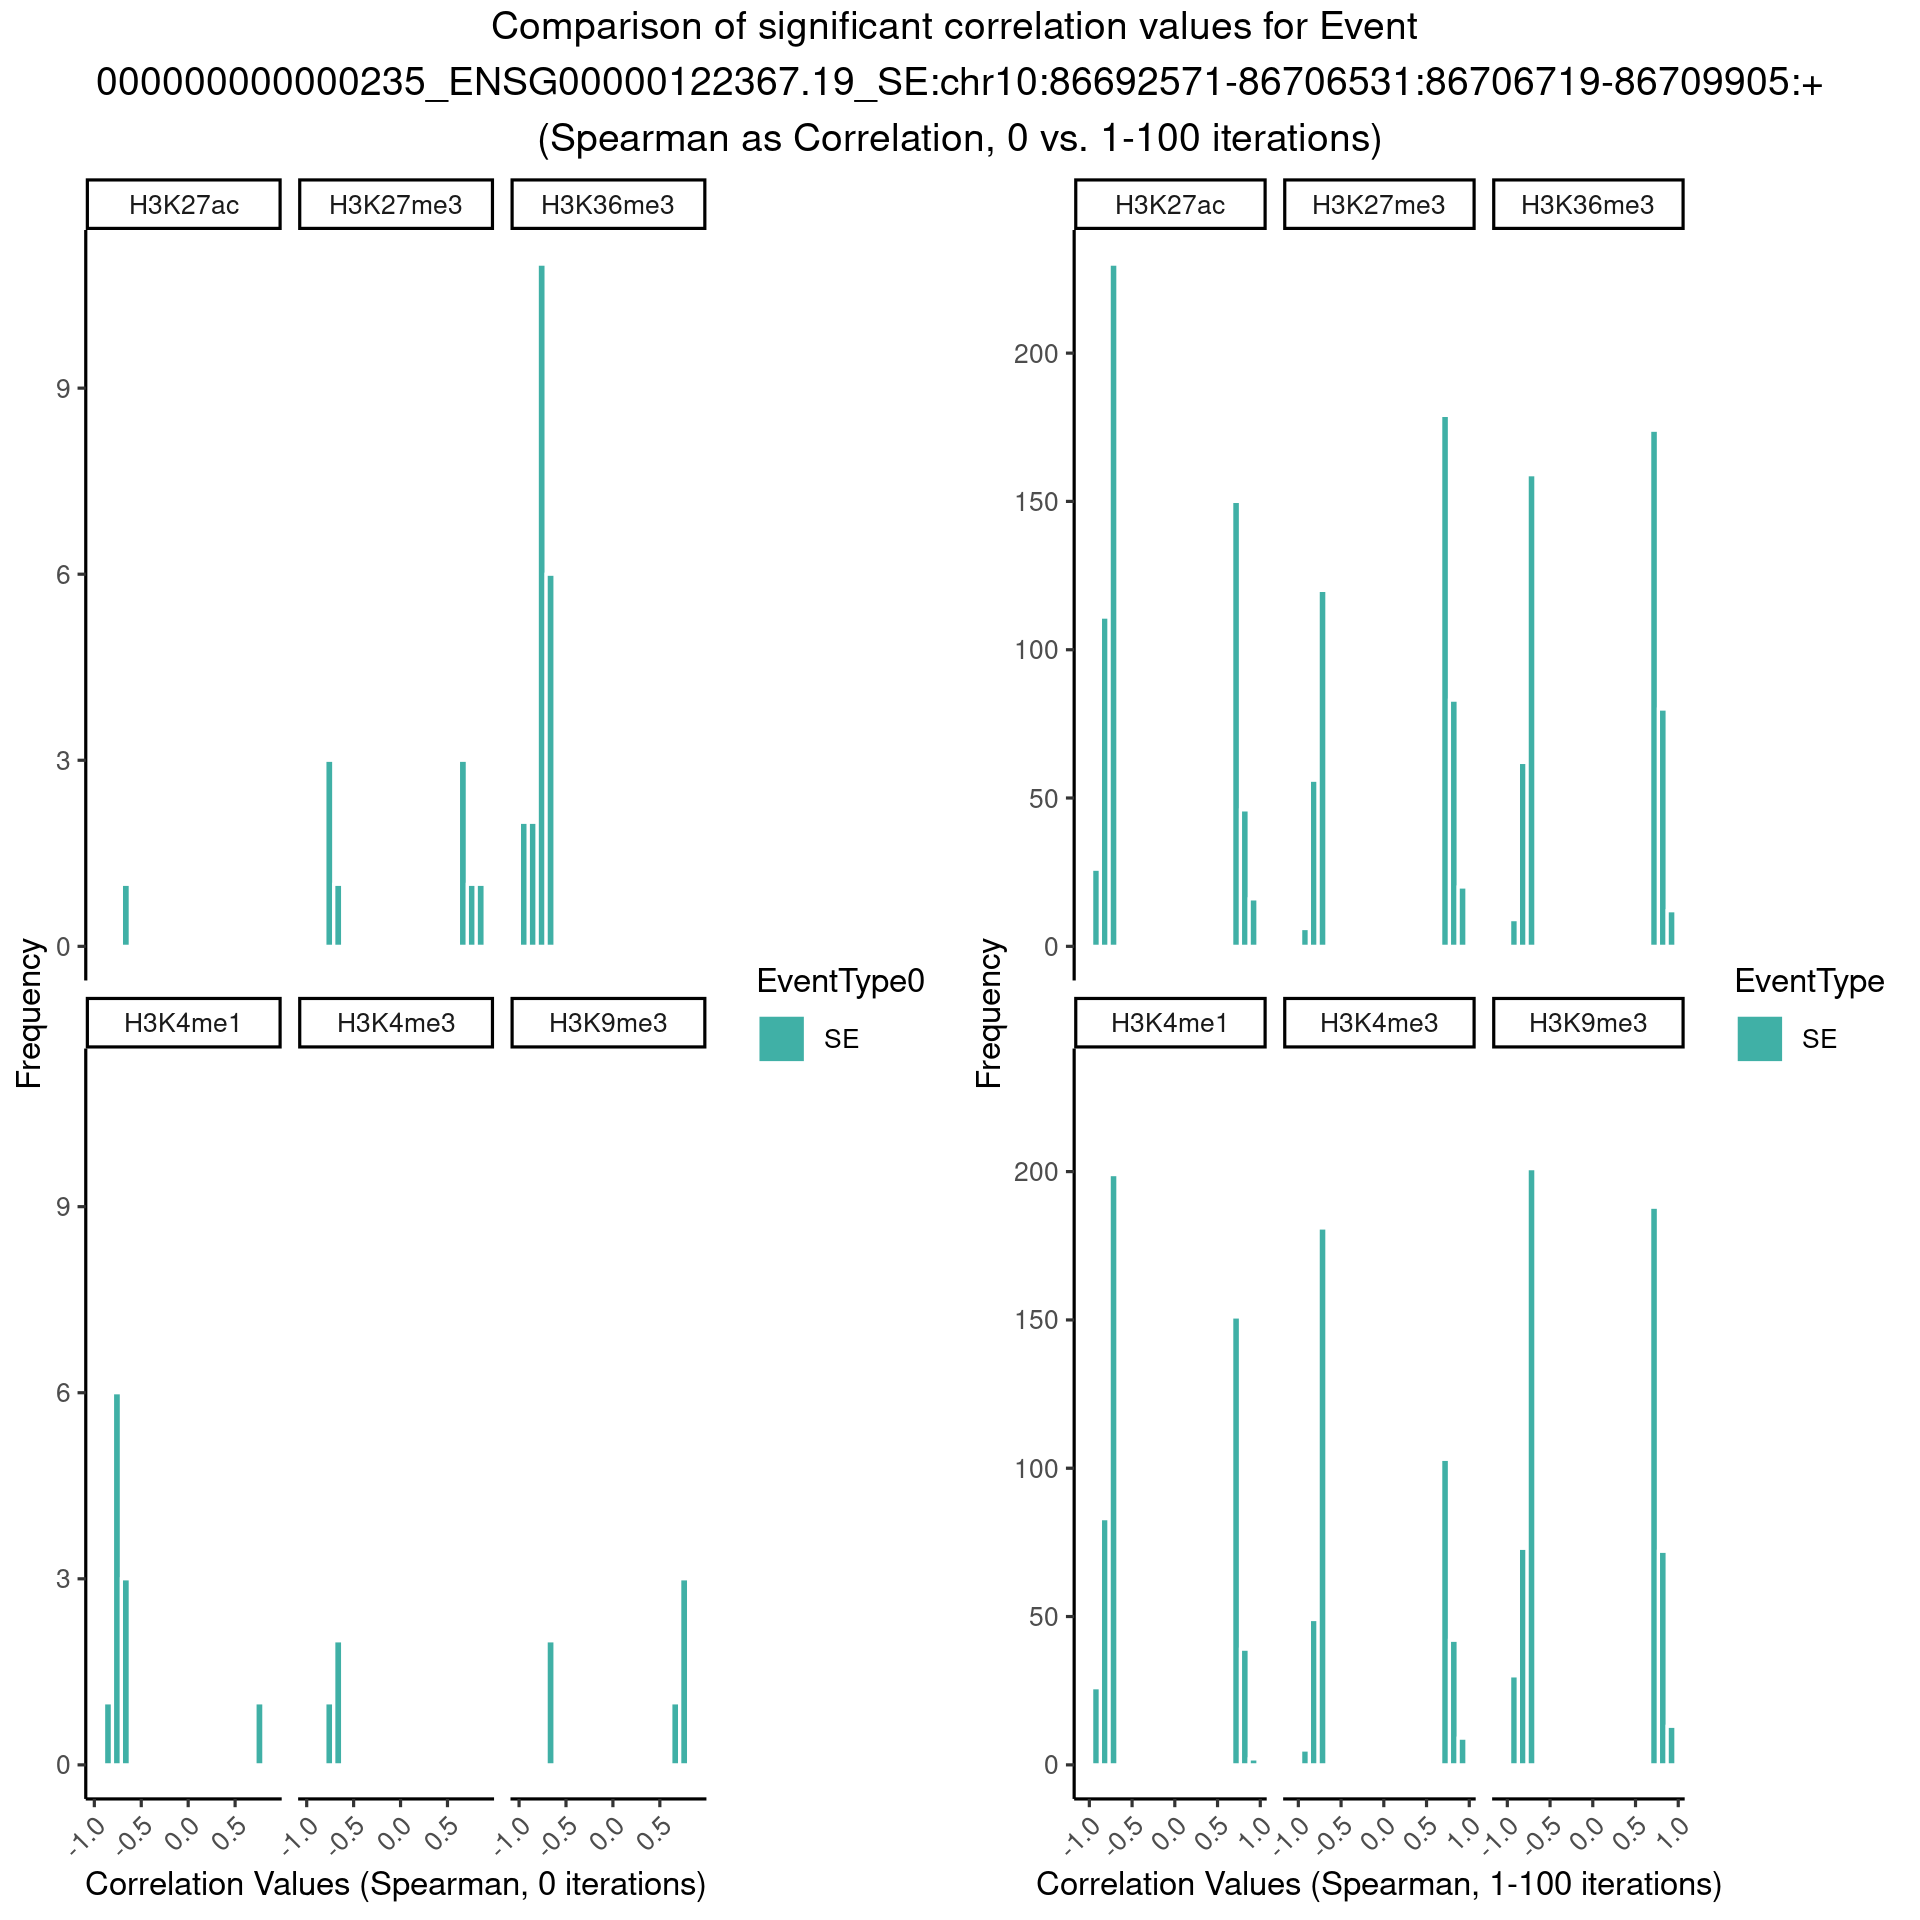 Comparison of significant correlation values for Event
000000000000235_ENSG00000122367.19_SE:chr10:86692571-86706531:86706719-86709905:+
(Spearman as Correlation, 0 vs. 1-100 iterations)
H3K27ac H3K27me3 H3K36me3
9
6
3
0
H3K4me1 H3K4me3 H3K9me3
9
6
3
0
-1.0 -0.5 0.0 0.5 -1.0 -0.5 0.0 0.5 -1.0 -0.5 0.0 0.5
Correlation Values (Spearman, 0 iterations)
Frequency
EventType0
SE
H3K27ac H3K27me3 H3K36me3
200
150
100
50
0
H3K4me1 H3K4me3 H3K9me3
200
150
100
50
0
-1.0 -0.5 0.0 0.5 1.0 -1.0 -0.5 0.0 0.5 1.0 -1.0 -0.5 0.0 0.5 1.0
Correlation Values (Spearman, 1-100 iterations)
Frequency
EventType
SE